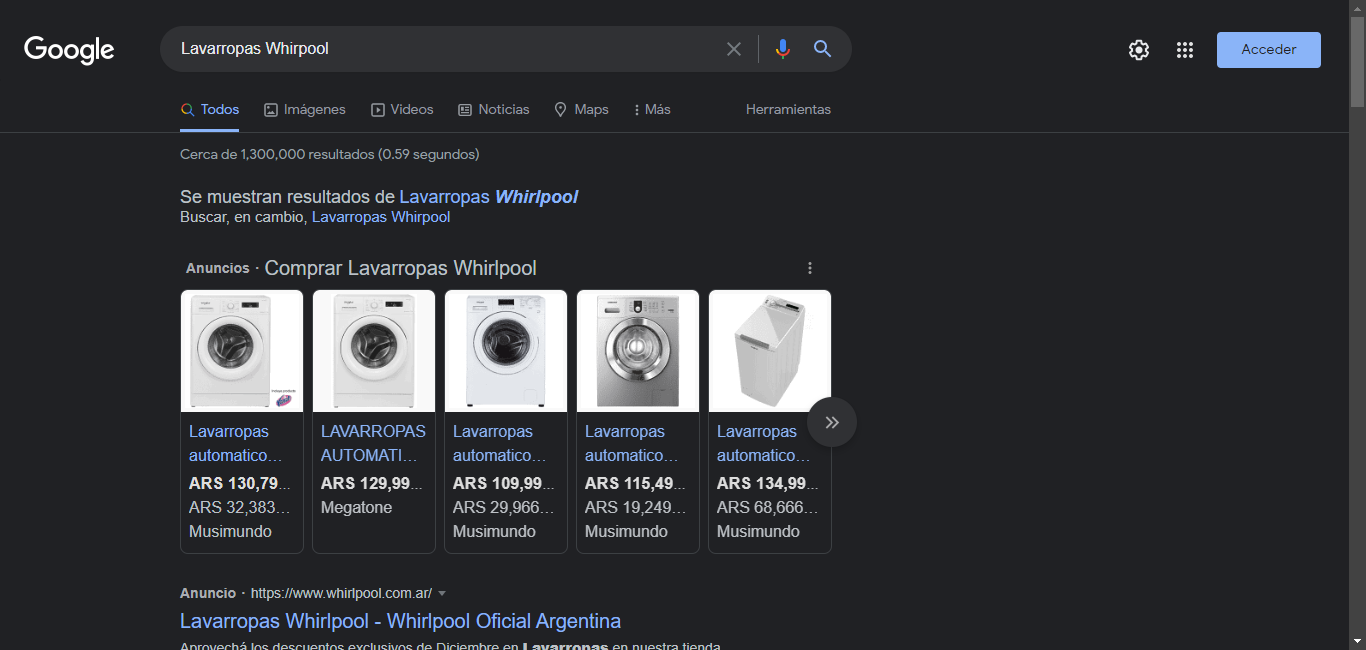 Google
Lavarropas Whirpool
Acceder
Todos Imágenes Videos Noticias Maps Más Herramientas
Cerca de 1,300,000 resultados (0.59 segundos)
Se muestran resultados de Lavarropas Whirlpool
Buscar, en cambio, Lavarropas Whirpool
Anuncios · Comprar Lavarropas Whirlpool
Lavarropas automatico...
ARS 130,79...
ARS 32,383...
Musimundo
LAVARROPAS AUTOMATI...
ARS 129,99...
Megatone
Lavarropas automatico...
ARS 109,99...
ARS 29,966...
Musimundo
Lavarropas automatico...
ARS 115,49...
ARS 19,249...
Musimundo
Lavarropas automatico...
ARS 134,99...
ARS 68,666...
Musimundo
Anuncio · https://www.whirlpool.com.ar/
Lavarropas Whirlpool - Whirlpool Oficial Argentina
Aprovechá los descuentos exclusivos de Diciembre en Lavarropas en nuestra tienda